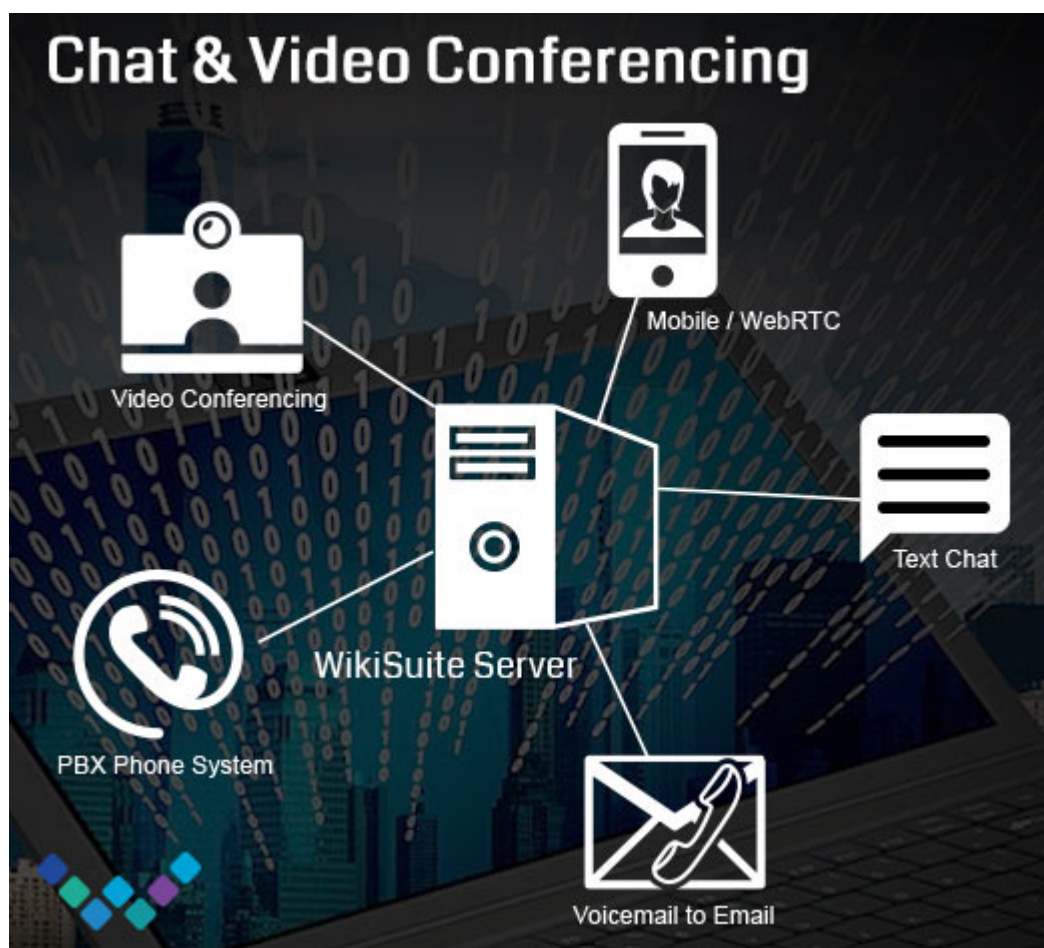 Chat & Video Conferencing
Mobile / WebRTC
Video Conferencing
Text Chat
WikiSuite Server
PBX Phone System
Voicemail to Email